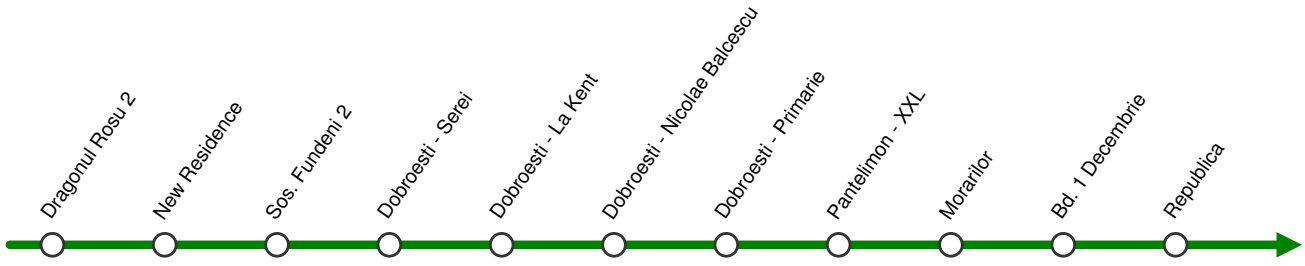 Dragonul Rosu 2
New Residence
Sos. Fundeni 2
Dobroesti - Serei
Dobroesti - La Kent
Dobroesti - Nicolae Balcescu
Dobroesti - Primarie
Pantelimon - XXL
Morarilor
Bd. 1 Decembrie
Republica